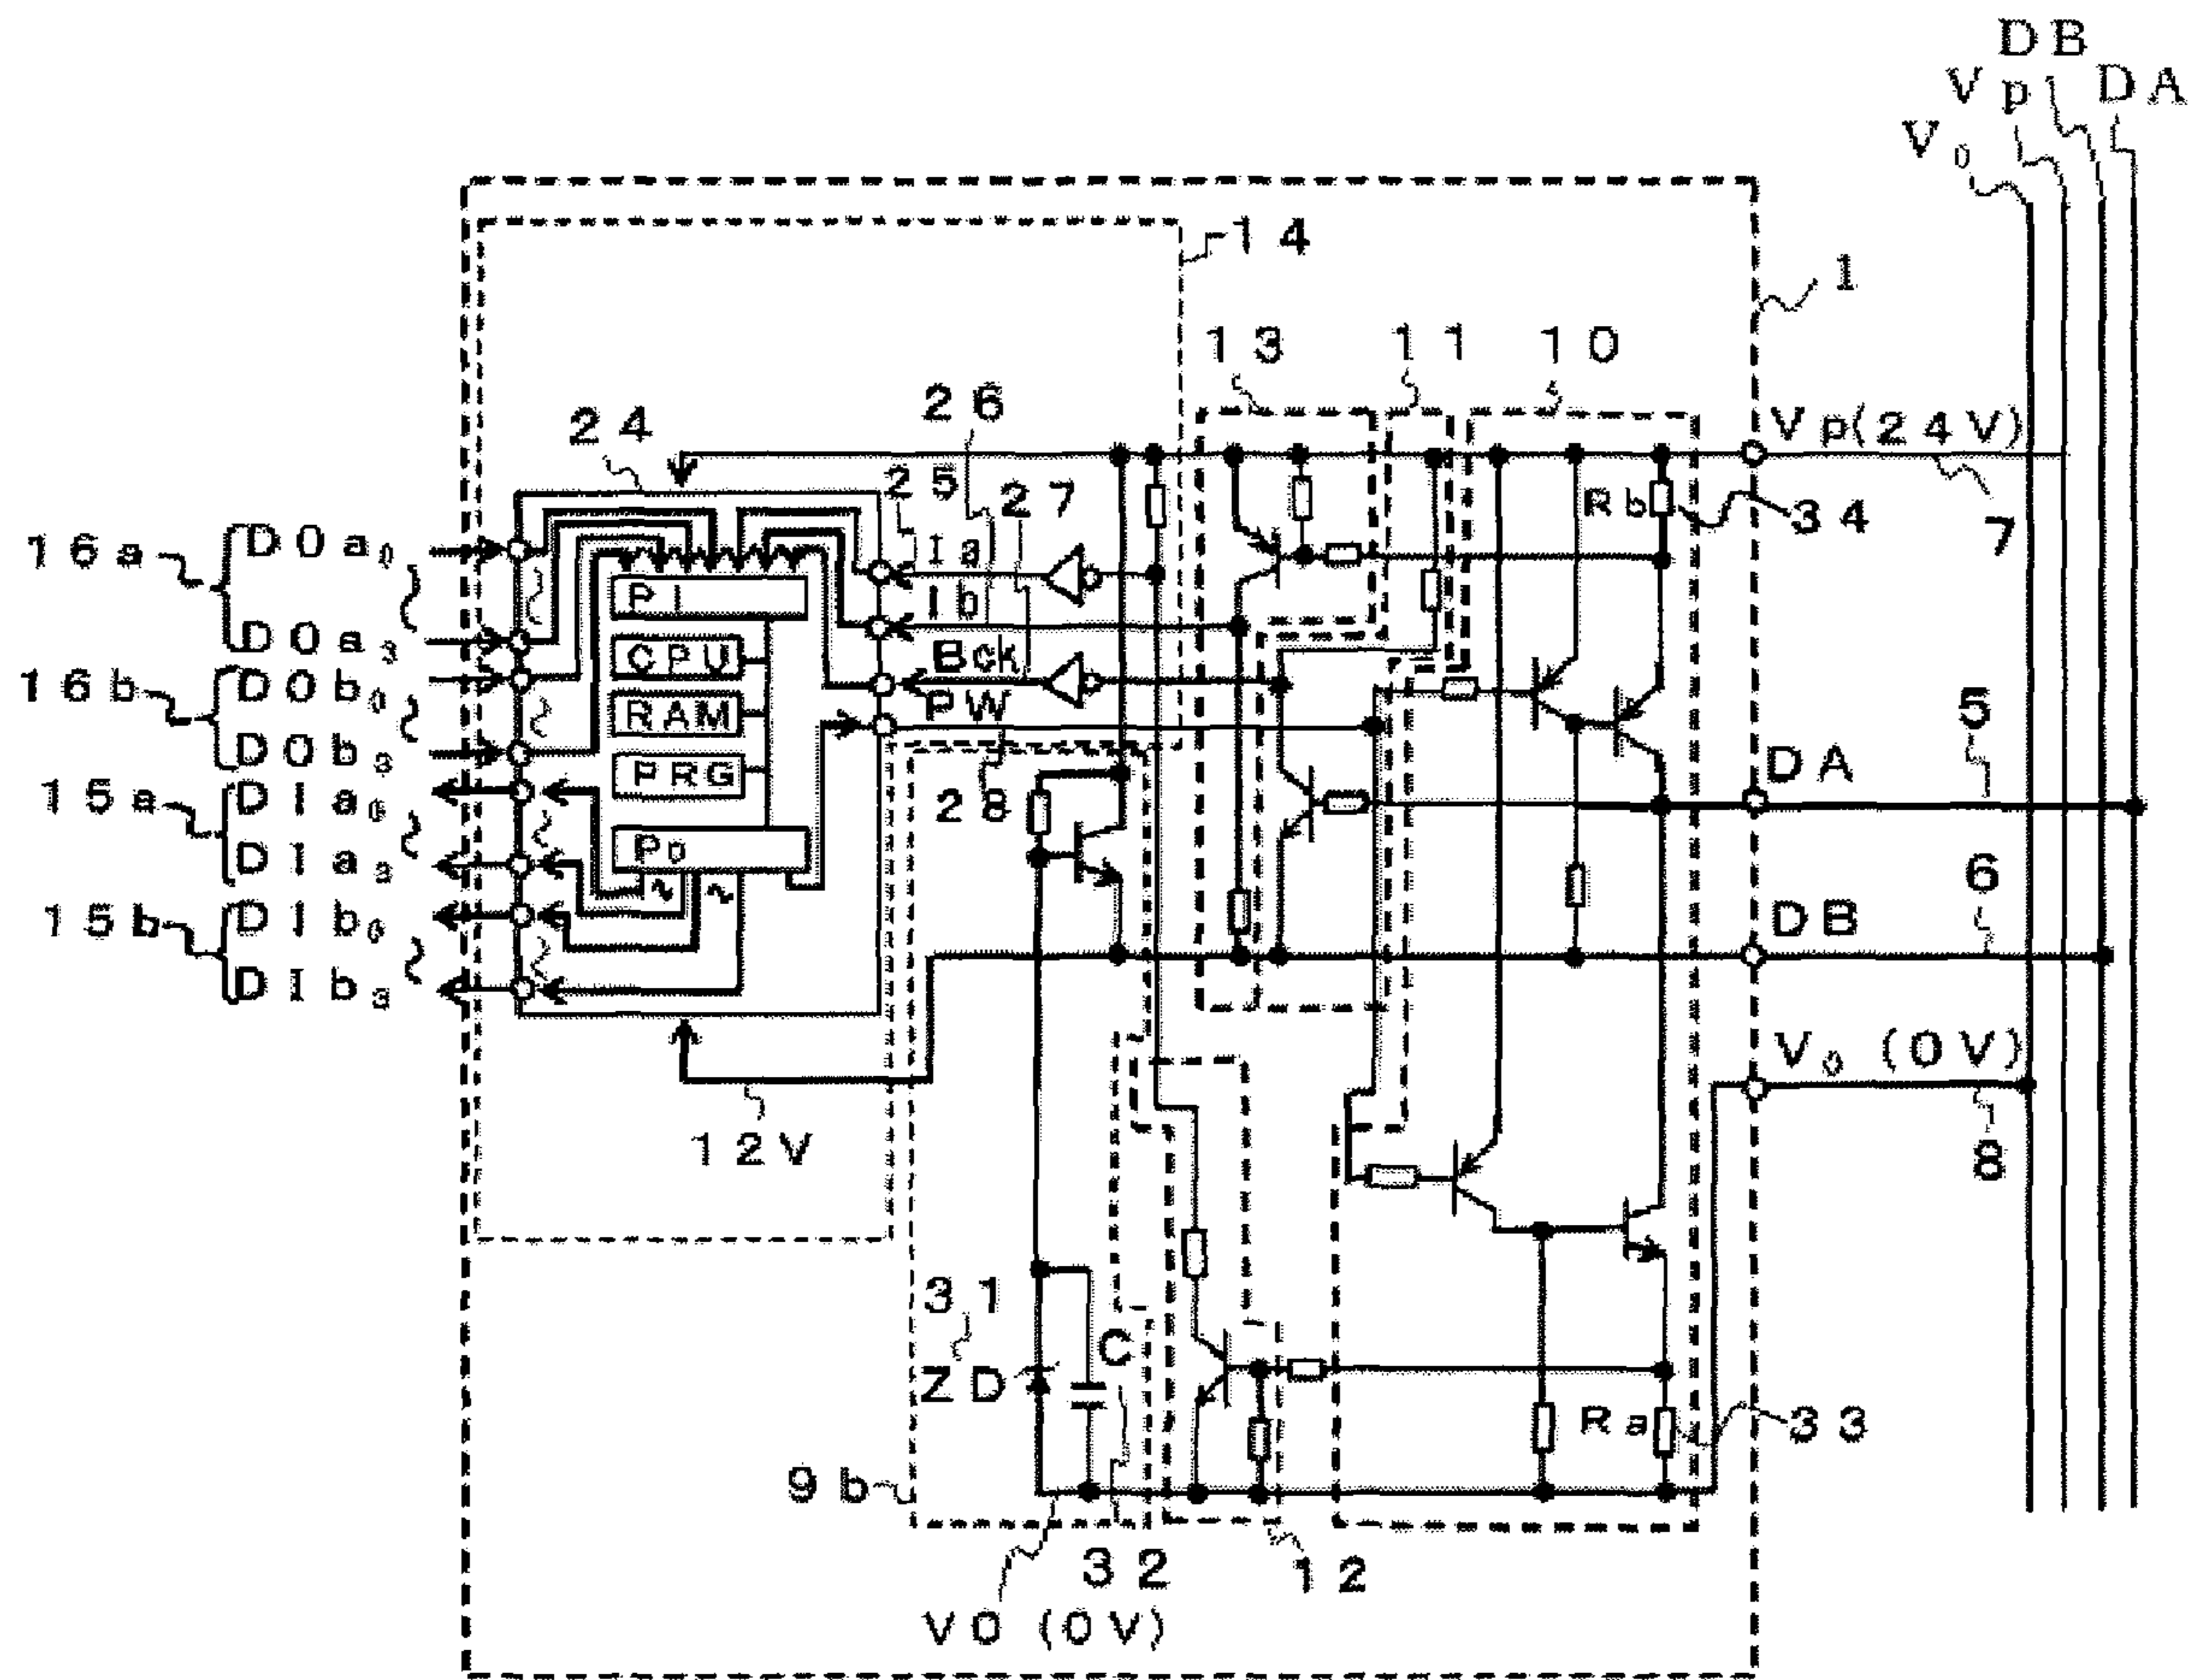 DB
Vp DA
V₀
14
1
13 11 10
26
24
Vp(24V)
25 27
Rb 34
7
16a D0a₀
Ia
Ib
PI
D0a₃
Bck
CPU
16b D0b₀
RAM
PW
5
D0b₃
PRG
DA
15a DIa₀
28
DIa₃
Po
6
15b DIb₀
DB
DIb₃
V₀ (0V)
12V
8
31
C
ZD
Ra 33
9b
32
12
V0 (0V)